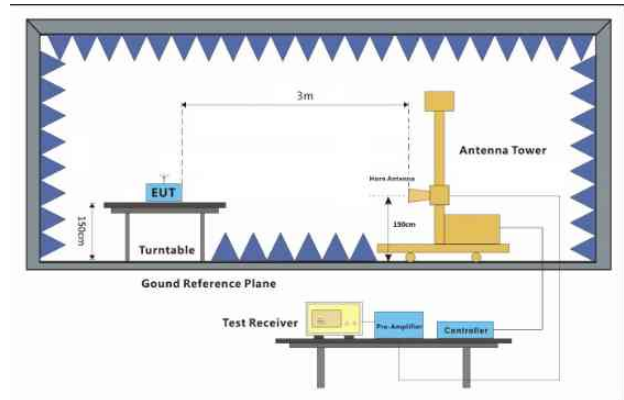 3m
Antenna Tower
Horn Antenna
EUT
150cm
150cm
Turntable
Gound Reference Plane
Test Receiver
Pre-Amplifier
Controller